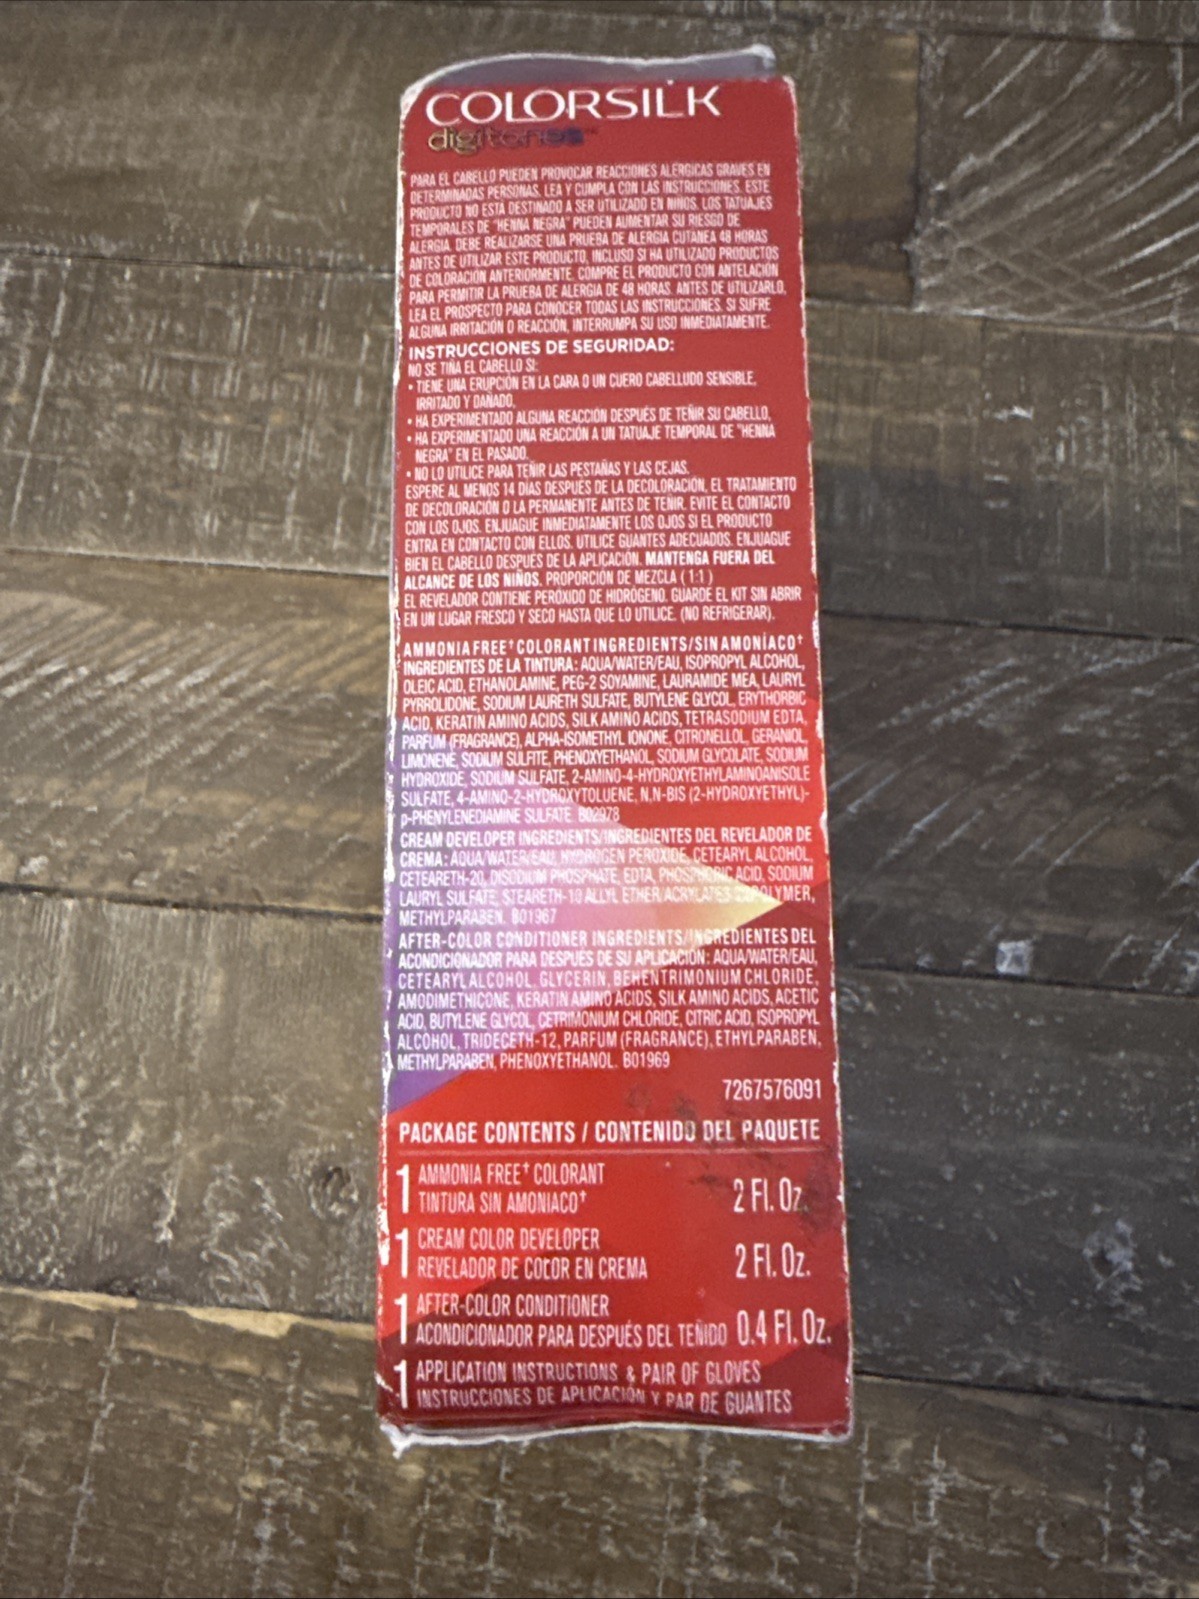 COLORSILK
digitones™
PARA EL CABELLO PUEDEN PROVOCAR REACCIONES ALÉRGICAS GRAVES EN
DETERMINADAS PERSONAS. LEA Y CUMPLA CON LAS INSTRUCCIONES. ESTE
PRODUCTO NO ESTÁ DESTINADO A SER UTILIZADO EN NIÑOS. LOS TATUAJES
TEMPORALES DE "HENNA NEGRA" PUEDEN AUMENTAR SU RIESGO DE
ALERGIA. DEBE REALIZARSE UNA PRUEBA DE ALERGIA CUTÁNEA 48 HORAS
ANTES DE UTILIZAR ESTE PRODUCTO, INCLUSO SI HA UTILIZADO PRODUCTOS
DE COLORACIÓN ANTERIORMENTE. COMPRE EL PRODUCTO CON ANTELACIÓN
PARA PERMITIR LA PRUEBA DE ALERGIA DE 48 HORAS. ANTES DE UTILIZARLO,
LEA EL PROSPECTO PARA CONOCER TODAS LAS INSTRUCCIONES. SI SUFRE
ALGUNA IRRITACIÓN O REACCIÓN, INTERRUMPA SU USO INMEDIATAMENTE.
INSTRUCCIONES DE SEGURIDAD:
NO SE TIÑA EL CABELLO SI:
• TIENE UNA ERUPCIÓN EN LA CARA O UN CUERO CABELLUDO SENSIBLE,
IRRITADO Y DAÑADO,
• HA EXPERIMENTADO ALGUNA REACCIÓN DESPUÉS DE TEÑIR SU CABELLO,
• HA EXPERIMENTADO UNA REACCIÓN A UN TATUAJE TEMPORAL DE "HENNA
NEGRA" EN EL PASADO.
• NO LO UTILICE PARA TEÑIR LAS PESTAÑAS Y LAS CEJAS.
ESPERE AL MENOS 14 DÍAS DESPUÉS DE LA DECOLORACIÓN, EL TRATAMIENTO
DE DECOLORACIÓN O LA PERMANENTE ANTES DE TEÑIR. EVITE EL CONTACTO
CON LOS OJOS. ENJUAGUE INMEDIATAMENTE LOS OJOS SI EL PRODUCTO
ENTRA EN CONTACTO CON ELLOS. UTILICE GUANTES ADECUADOS. ENJUAGUE
BIEN EL CABELLO DESPUÉS DE LA APLICACIÓN. MANTENGA FUERA DEL
ALCANCE DE LOS NIÑOS. PROPORCIÓN DE MEZCLA (1:1)
EL REVELADOR CONTIENE PERÓXIDO DE HIDRÓGENO. GUARDE EL KIT SIN ABRIR
EN UN LUGAR FRESCO Y SECO HASTA QUE LO UTILICE. (NO REFRIGERAR).
AMMONIA FREE† COLORANT INGREDIENTS/SIN AMONÍACO†
INGREDIENTES DE LA TINTURA: AQUA/WATER/EAU, ISOPROPYL ALCOHOL,
OLEIC ACID, ETHANOLAMINE, PEG-2 SOYAMINE, LAURAMIDE MEA, LAURYL
PYRROLIDONE, SODIUM LAURETH SULFATE, BUTYLENE GLYCOL, ERYTHORBIC
ACID, KERATIN AMINO ACIDS, SILK AMINO ACIDS, TETRASODIUM EDTA,
PARFUM (FRAGRANCE), ALPHA-ISOMETHYL IONONE, CITRONELLOL, GERANIOL,
LIMONENE, SODIUM SULFITE, PHENOXYETHANOL, SODIUM GLYCOLATE, SODIUM
HYDROXIDE, SODIUM SULFATE, 2-AMINO-4-HYDROXYETHYLAMINOANISOLE
SULFATE, 4-AMINO-2-HYDROXYTOLUENE, N,N-BIS (2-HYDROXYETHYL)-
p-PHENYLENEDIAMINE SULFATE. B02978
CREAM DEVELOPER INGREDIENTS/INGREDIENTES DEL REVELADOR DE
CREMA: AQUA/WATER/EAU, HYDROGEN PEROXIDE, CETEARYL ALCOHOL,
CETEARETH-20, DISODIUM PHOSPHATE, EDTA, PHOSPHORIC ACID, SODIUM
LAURYL SULFATE, STEARETH-10 ALLYL ETHER/ACRYLATES COPOLYMER,
METHYLPARABEN. B01967
AFTER-COLOR CONDITIONER INGREDIENTS/INGREDIENTES DEL
ACONDICIONADOR PARA DESPUÉS DE SU APLICACIÓN: AQUA/WATER/EAU,
CETEARYL ALCOHOL, GLYCERIN, BEHENTRIMONIUM CHLORIDE,
AMODIMETHICONE, KERATIN AMINO ACIDS, SILK AMINO ACIDS, ACETIC
ACID, BUTYLENE GLYCOL, CETRIMONIUM CHLORIDE, CITRIC ACID, ISOPROPYL
ALCOHOL, TRIDECETH-12, PARFUM (FRAGRANCE), ETHYLPARABEN,
METHYLPARABEN, PHENOXYETHANOL. B01969
7267576091
PACKAGE CONTENTS / CONTENIDO DEL PAQUETE
1 AMMONIA FREE† COLORANT
TINTURA SIN AMONIACO† 2 Fl. Oz.
1 CREAM COLOR DEVELOPER
REVELADOR DE COLOR EN CREMA 2 Fl. Oz.
1 AFTER-COLOR CONDITIONER
ACONDICIONADOR PARA DESPUÉS DEL TEÑIDO 0.4 Fl. Oz.
1 APPLICATION INSTRUCTIONS & PAIR OF GLOVES
INSTRUCCIONES DE APLICACIÓN Y PAR DE GUANTES